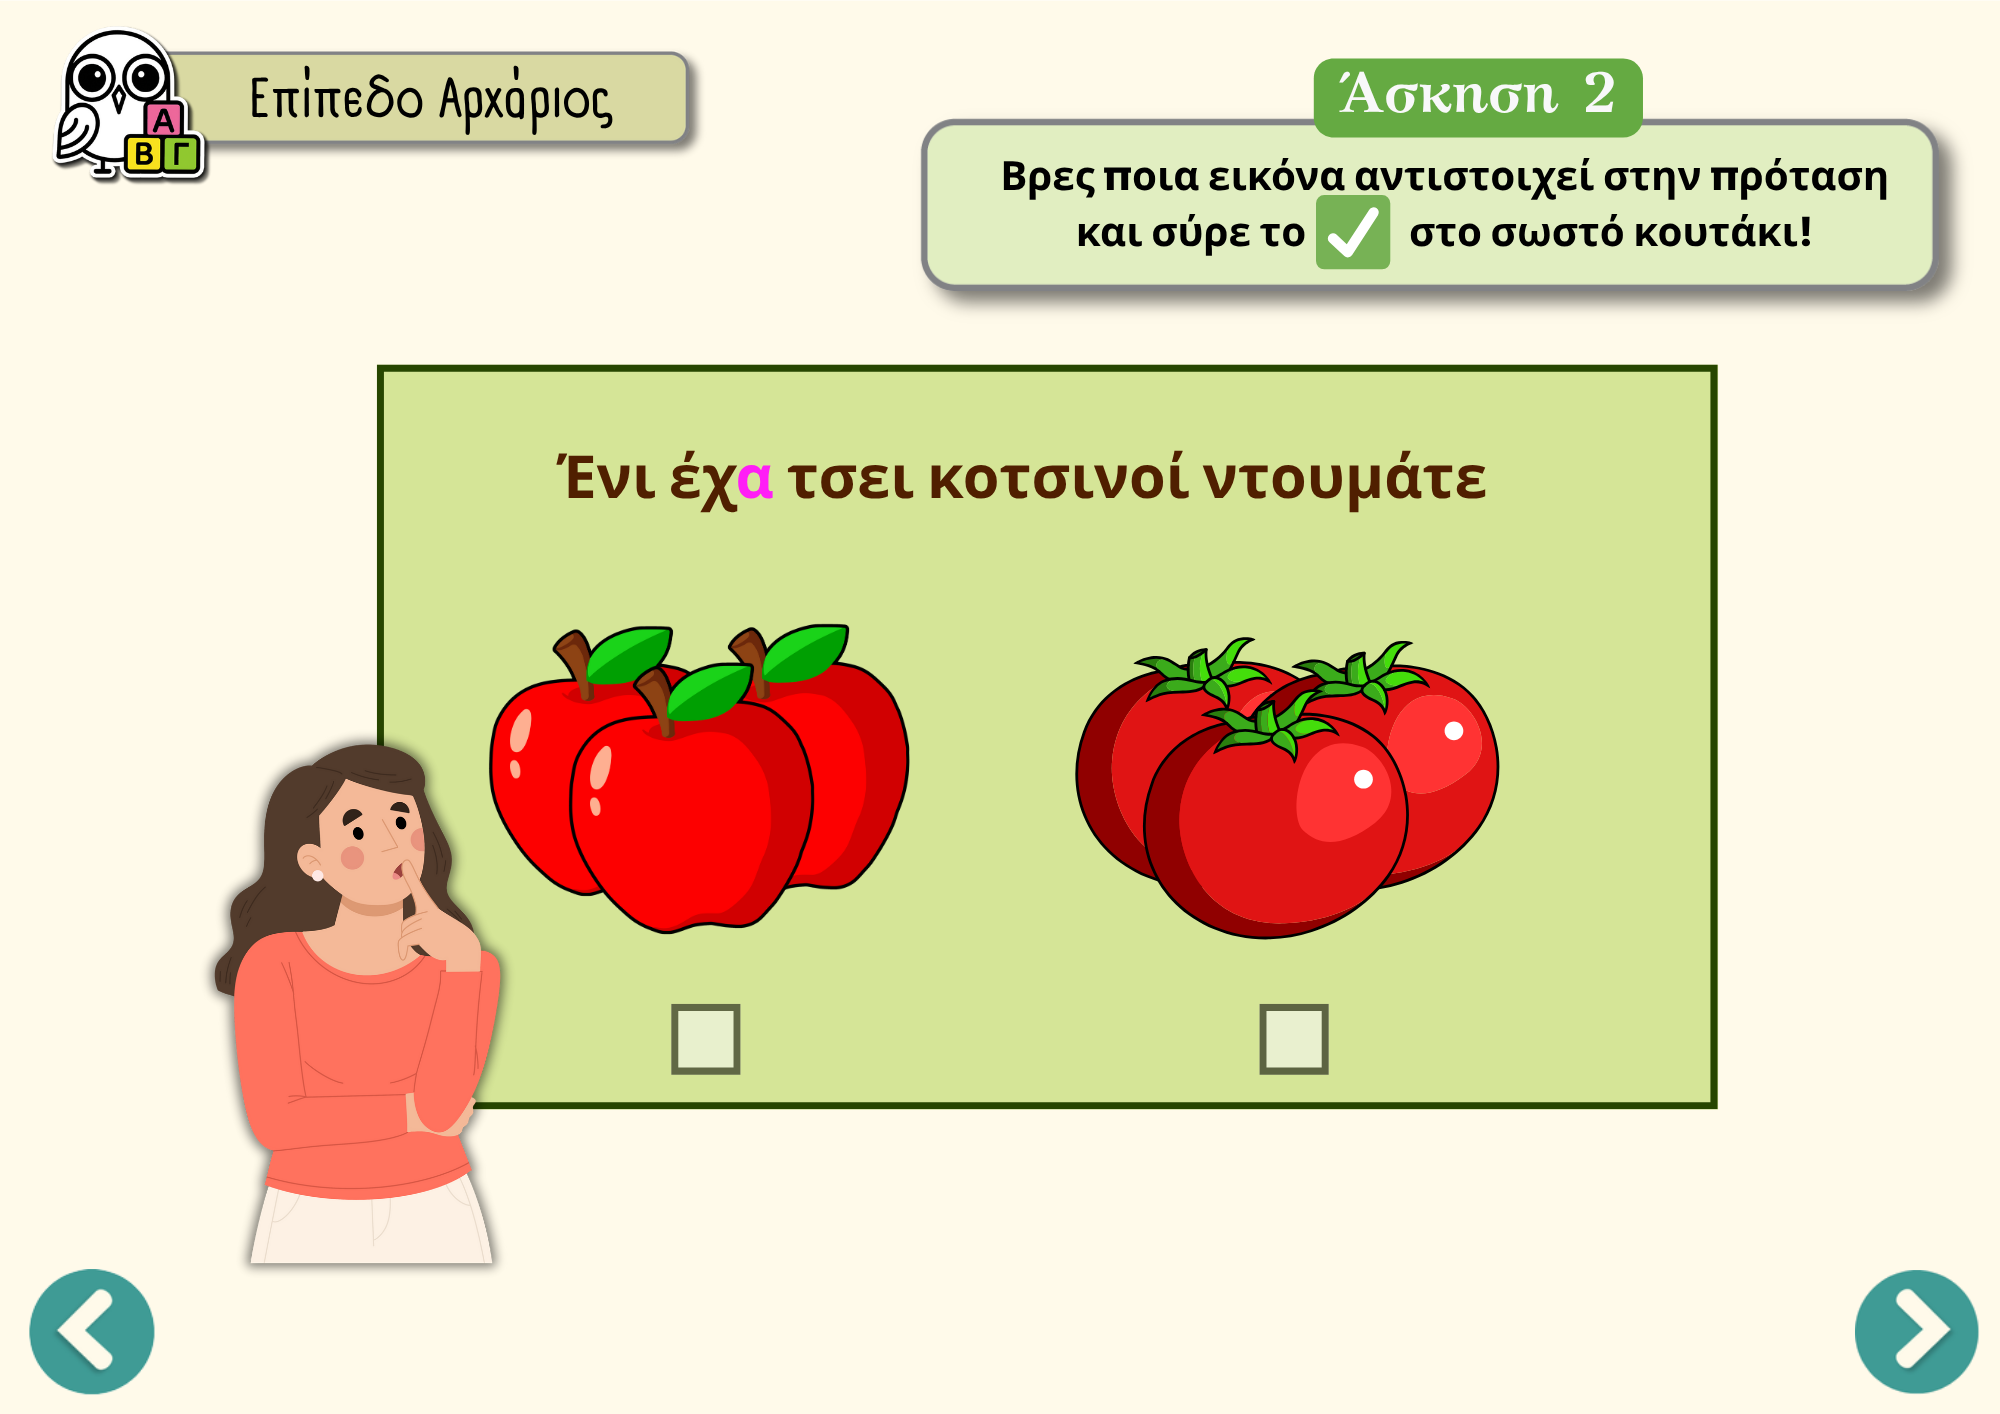 Α
Β Γ
Επίπεδο Αρχάριος
Άσκηση 2
Βρες ποια εικόνα αντιστοιχεί στην πρόταση
και σύρε το ✓ στο σωστό κουτάκι!
Ένι έχα τσει κοτσινοί ντουμάτε